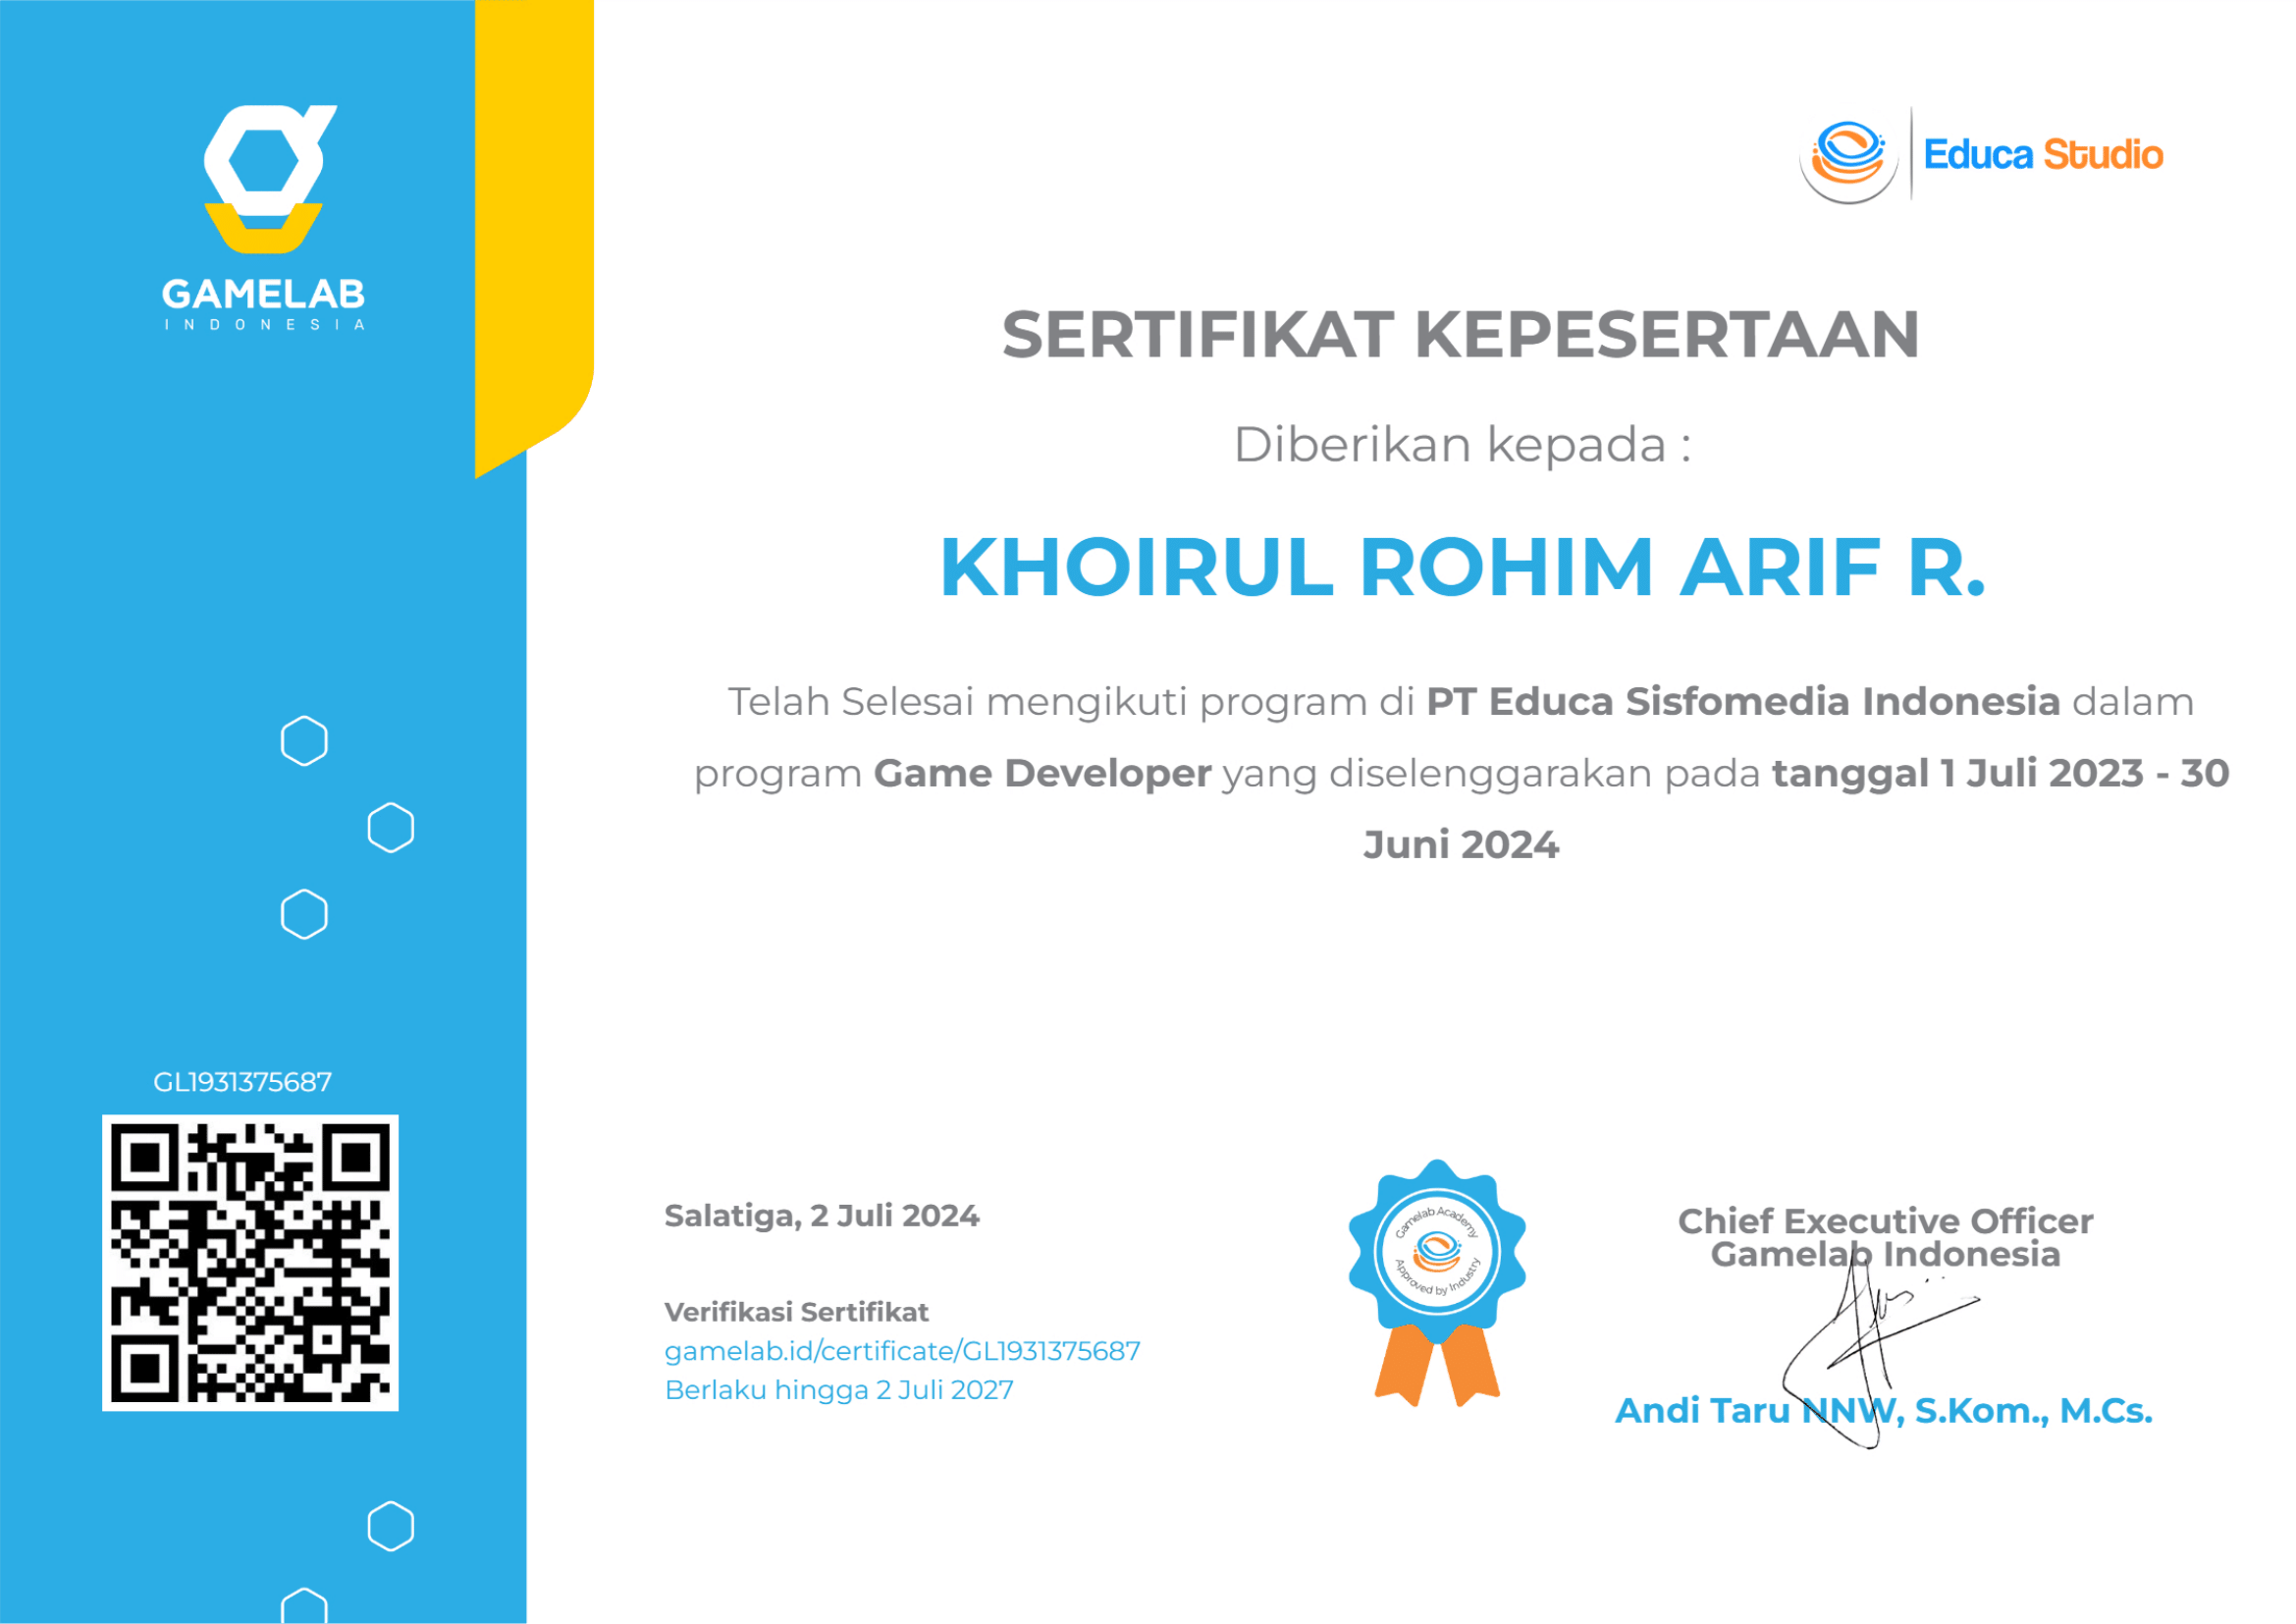 GAMELAB
INDONESIA
Educa Studio
SERTIFIKAT KEPESERTAAN
Diberikan kepada :
KHOIRUL ROHIM ARIF R.
Telah Selesai mengikuti program di PT Educa Sisfomedia Indonesia dalam
program Game Developer yang diselenggarakan pada tanggal 1 Juli 2023 - 30
Juni 2024
GL1931375687
Salatiga, 2 Juli 2024
Verifikasi Sertifikat
gamelab.id/certificate/GL1931375687
Berlaku hingga 2 Juli 2027
Gamelab Academy
Approved by Industry
Chief Executive Officer
Gamelab Indonesia
Andi Taru NNW, S.Kom., M.Cs.